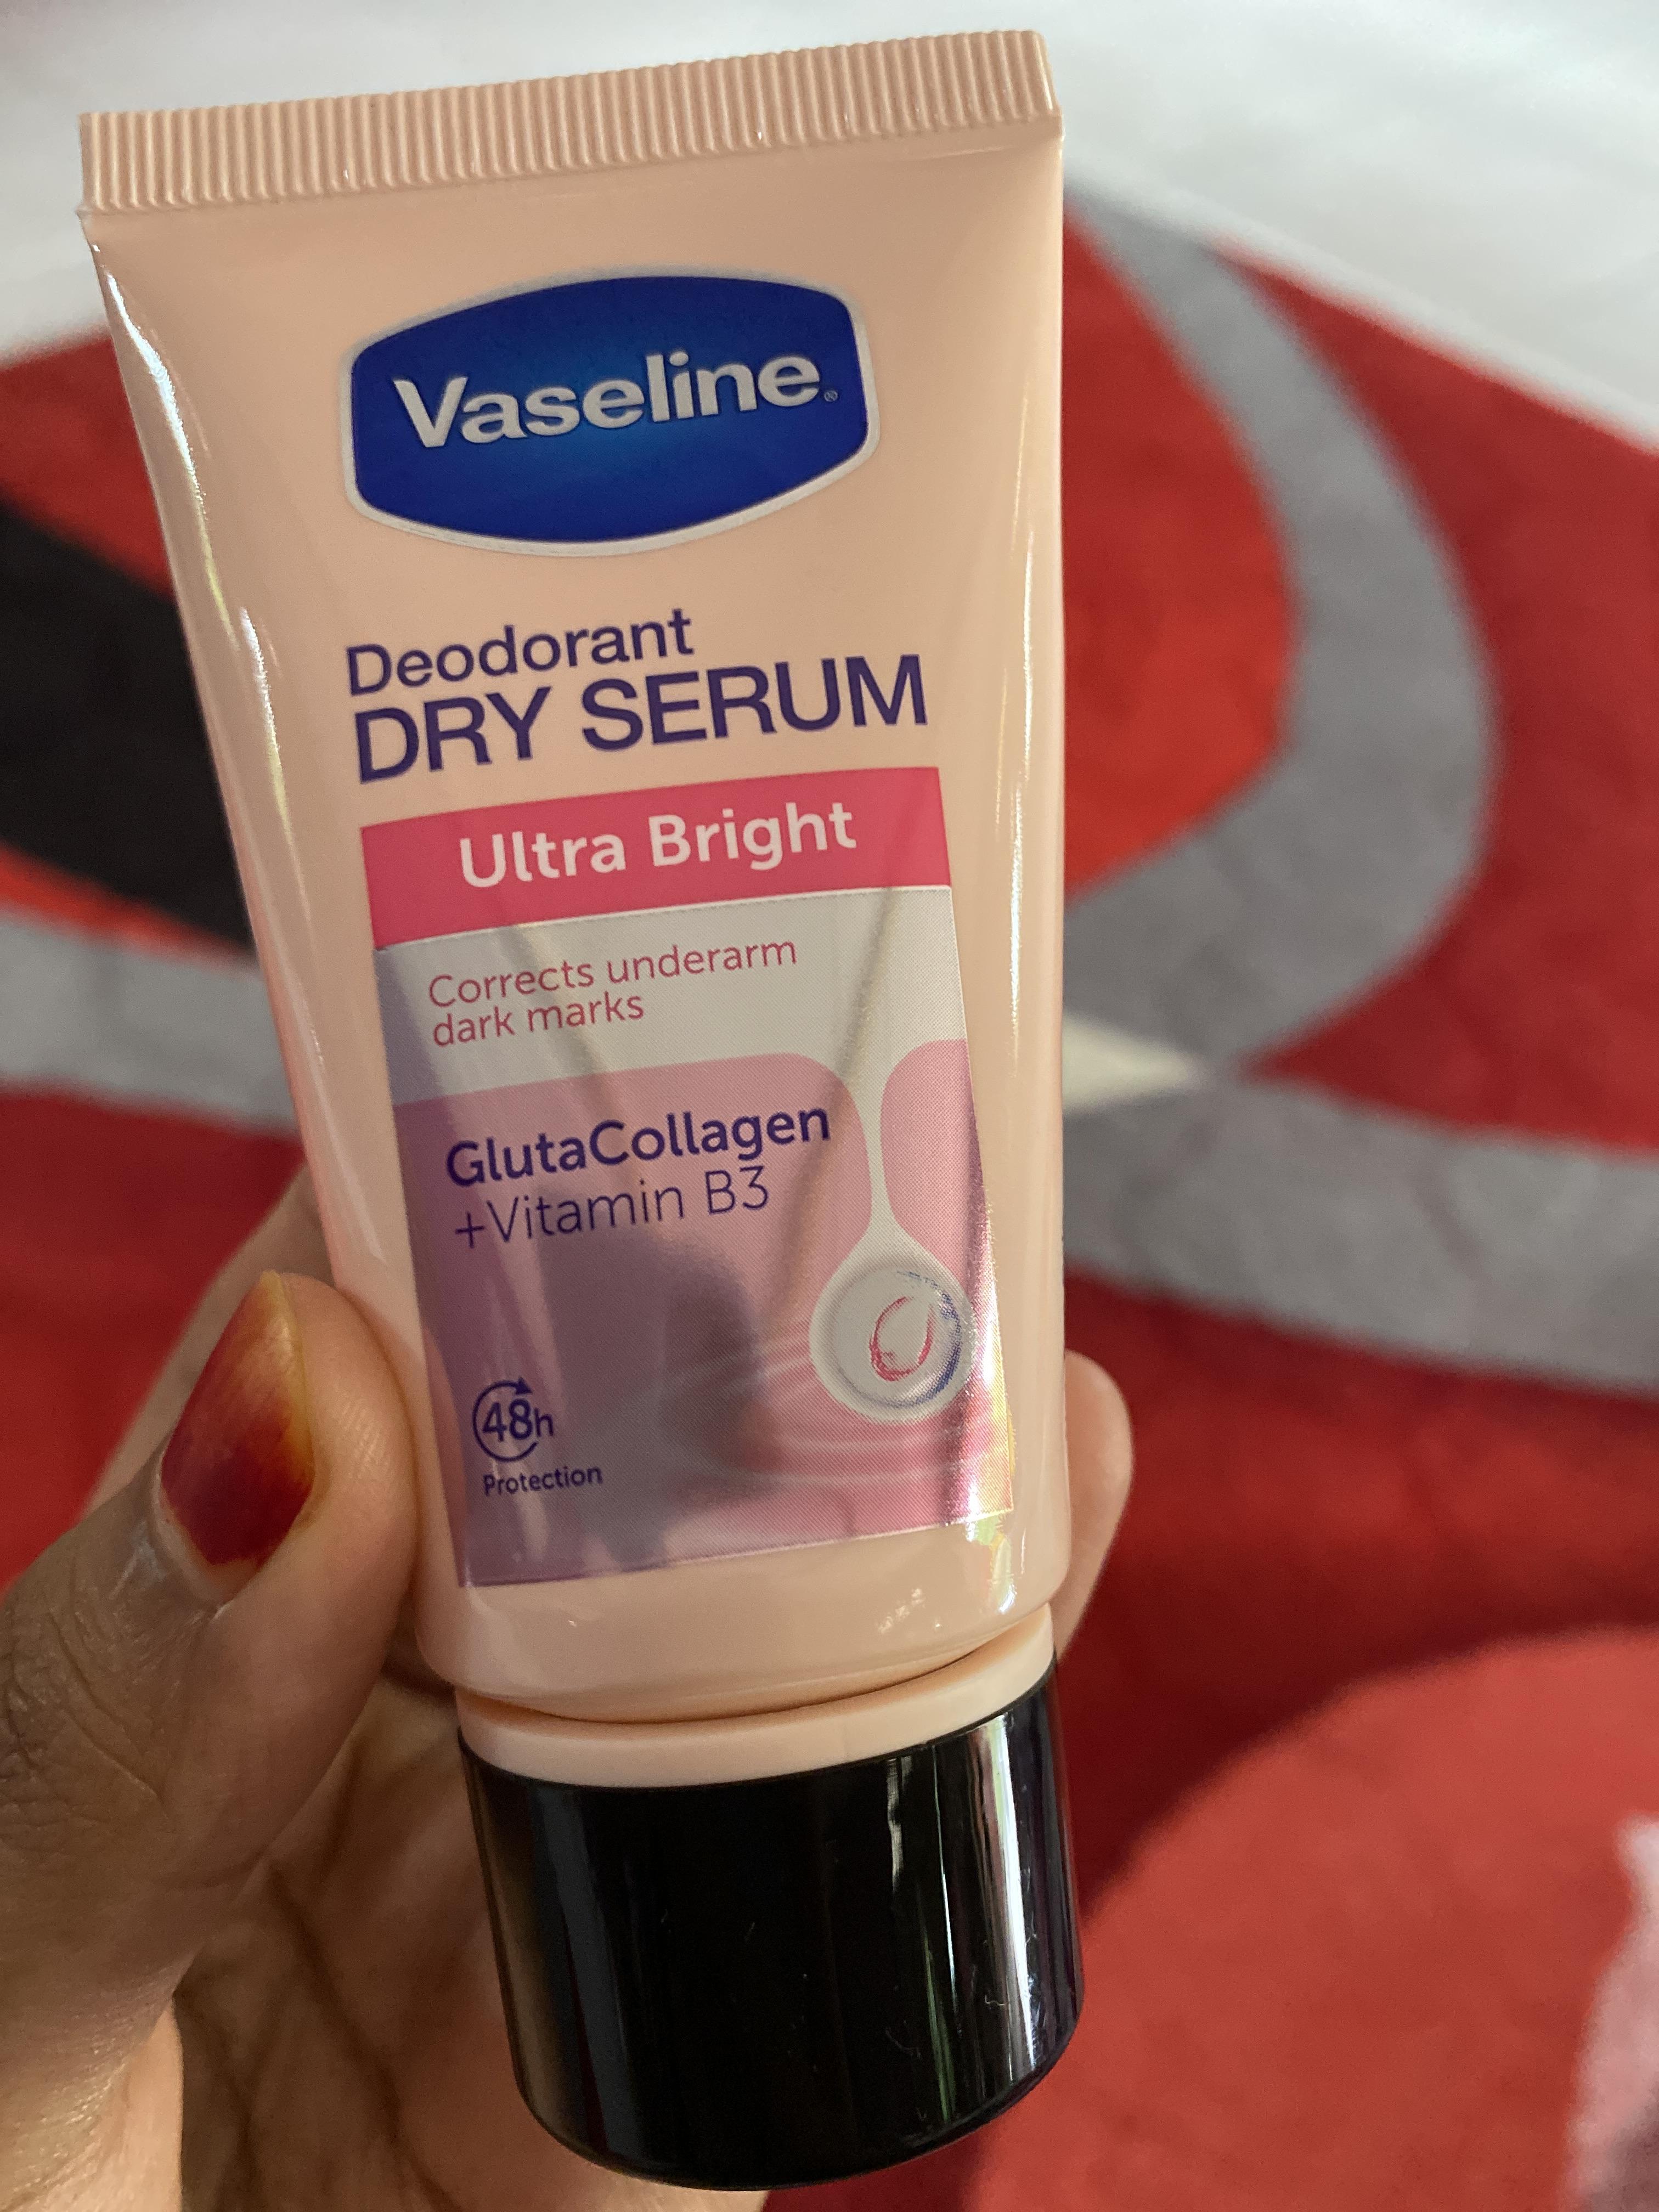 Vaseline®
Deodorant
DRY SERUM
Ultra Bright
Corrects underarm
dark marks
GlutaCollagen
+Vitamin B3
48h
Protection